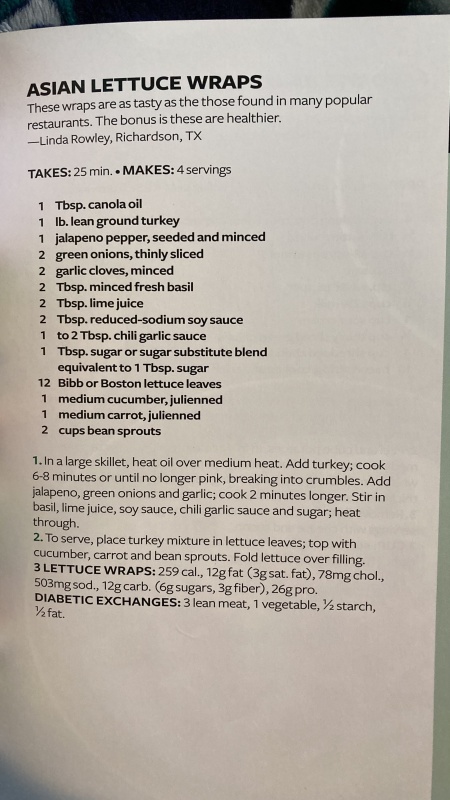 ASIAN LETTUCE WRAPS
These wraps are as tasty as the those found in many popular
restaurants. The bonus is these are healthier.
—Linda Rowley, Richardson, TX
TAKES: 25 min. • MAKES: 4 servings
1 Tbsp. canola oil
1 lb. lean ground turkey
1 jalapeno pepper, seeded and minced
2 green onions, thinly sliced
2 garlic cloves, minced
2 Tbsp. minced fresh basil
2 Tbsp. lime juice
2 Tbsp. reduced-sodium soy sauce
1 to 2 Tbsp. chili garlic sauce
1 Tbsp. sugar or sugar substitute blend
equivalent to 1 Tbsp. sugar
12 Bibb or Boston lettuce leaves
1 medium cucumber, julienned
1 medium carrot, julienned
2 cups bean sprouts
1. In a large skillet, heat oil over medium heat. Add turkey; cook
6-8 minutes or until no longer pink, breaking into crumbles. Add
jalapeno, green onions and garlic; cook 2 minutes longer. Stir in
basil, lime juice, soy sauce, chili garlic sauce and sugar; heat
through.
2. To serve, place turkey mixture in lettuce leaves; top with
cucumber, carrot and bean sprouts. Fold lettuce over filling.
3 LETTUCE WRAPS: 259 cal., 12g fat (3g sat. fat), 78mg chol.,
503mg sod., 12g carb. (6g sugars, 3g fiber), 26g pro.
DIABETIC EXCHANGES: 3 lean meat, 1 vegetable, ½ starch,
½ fat.